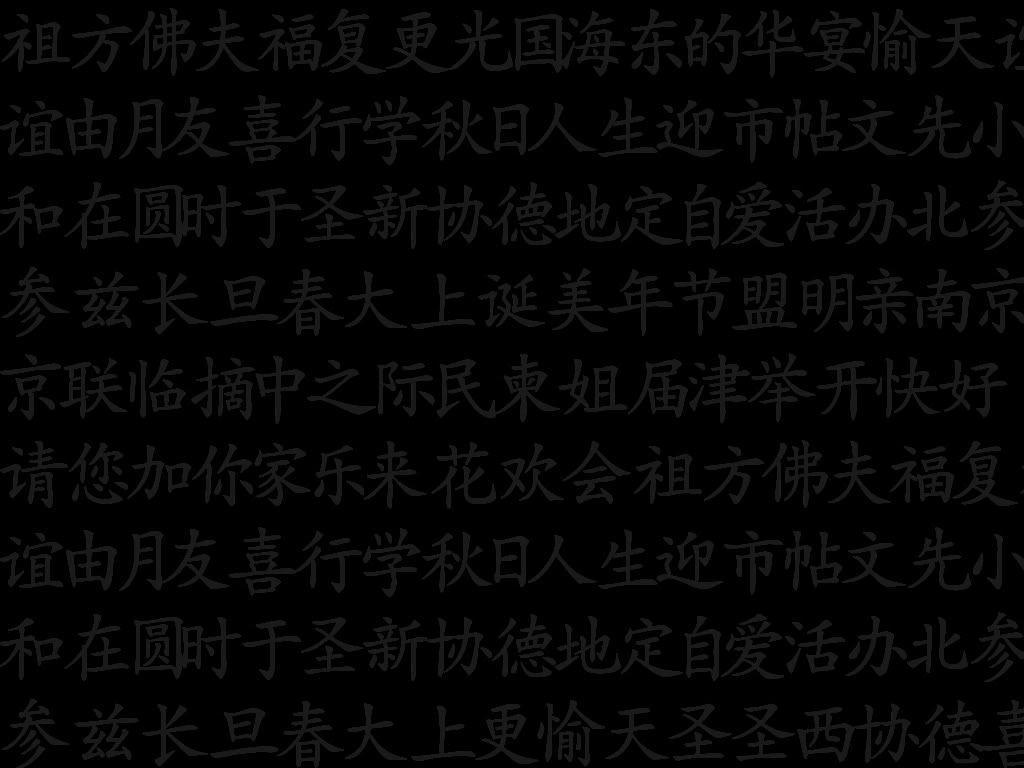 祖方佛夫福复更光国海东的华宴愉天
谊由月友喜行学秋日人生迎市帖文先小
和在圆时于圣新协德地定自爱活办北参
参兹长旦春大上诞美年节盟明亲南京
京联临摘中之际民柬姐届津举开快好
请您加你家乐来花欢会祖方佛夫福复
谊由月友喜行学秋日人生迎市帖文先小
和在圆时于圣新协德地定自爱活办北参
参兹长旦春大上更愉天圣圣西协德喜